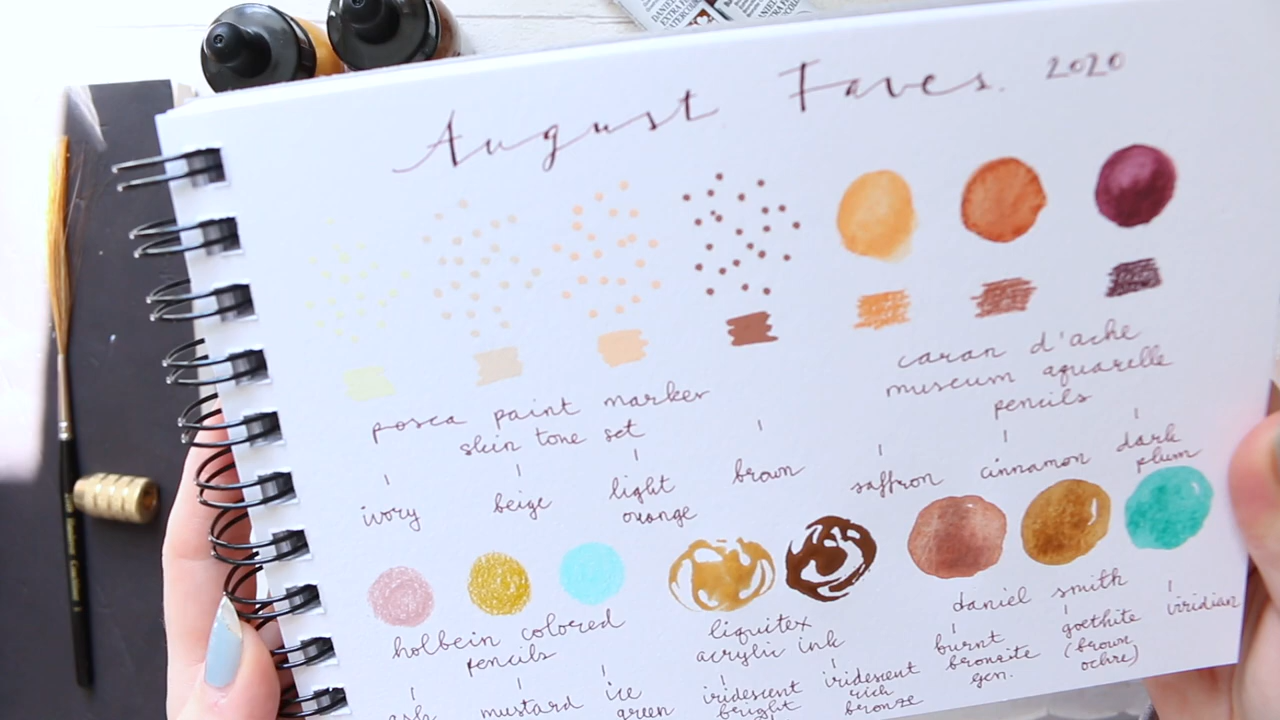 August Faves. 2020
posca paint marker
skin tone set
caran d'ache
museum aquarelle
pencils
ivory
beige
light
orange
brown
saffron
cinnamon
dark
plum
holbein colored
pencils
liquitex
acrylic ink
daniel smith
ash
mustard
ice
green
iridescent
bright
iridescent
rich
bronze
burnt
bronzite
gen.
goethite
(brown
ochre)
viridian